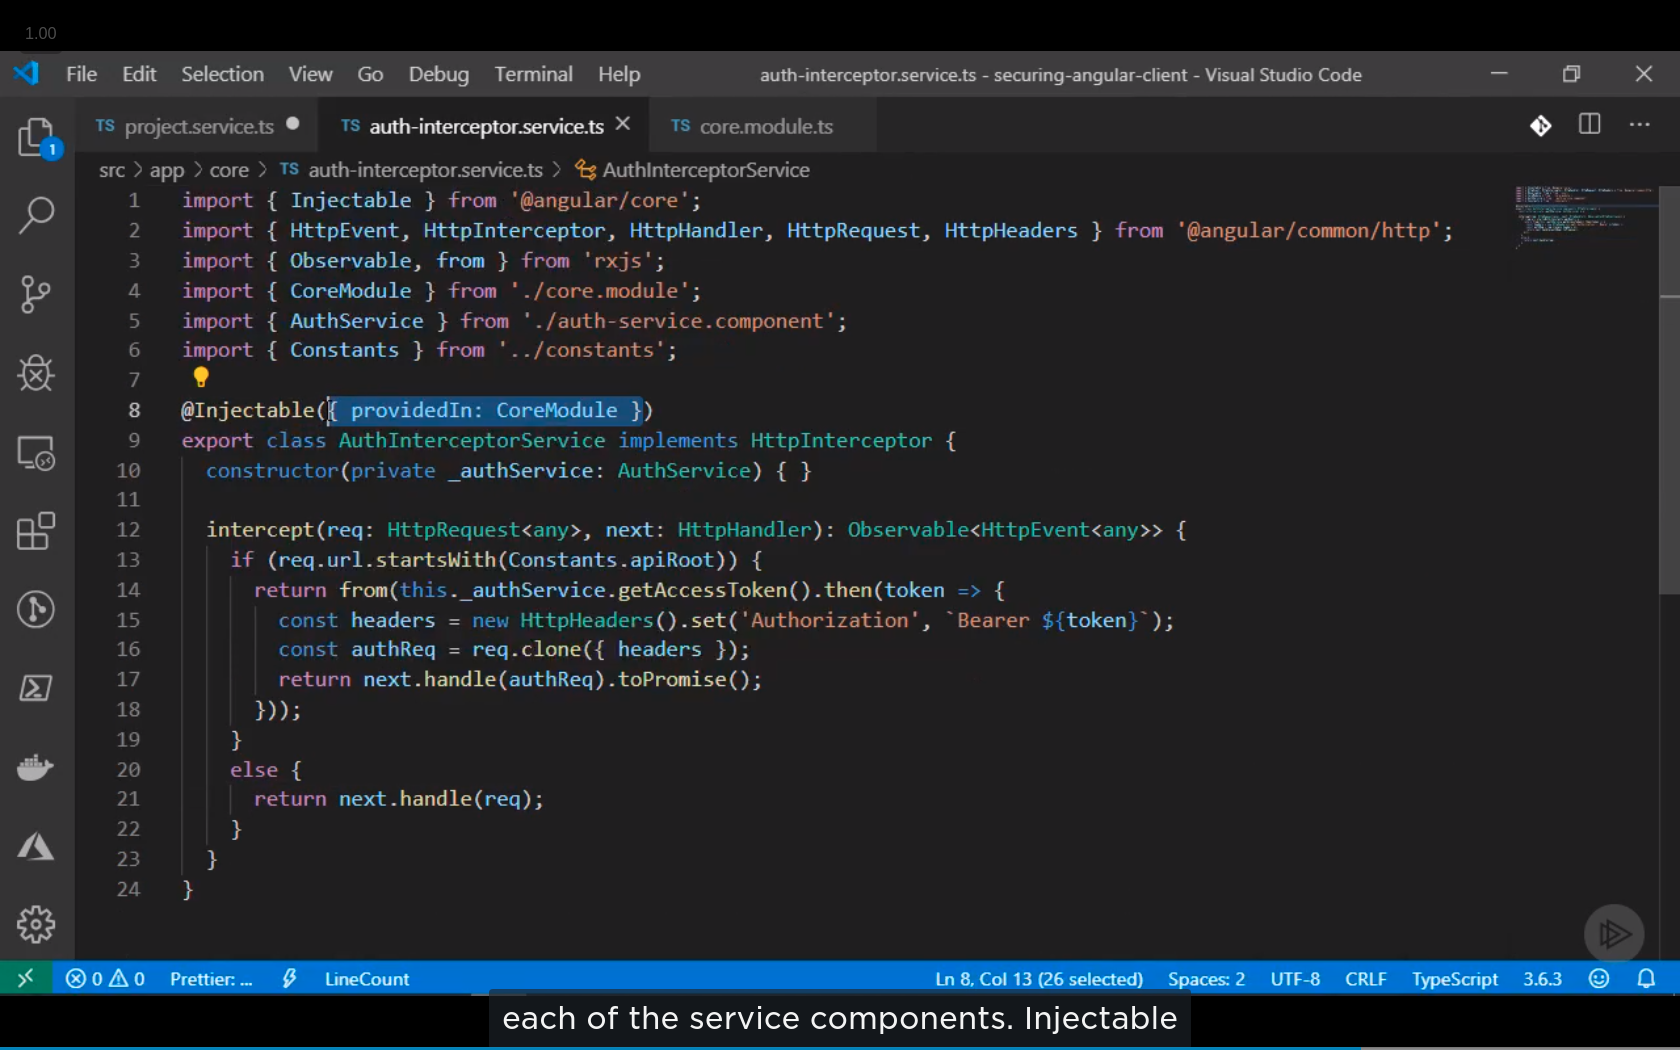 1.00
File Edit Selection View Go Debug Terminal Help auth-interceptor.service.ts - securing-angular-client - Visual Studio Code
TS project.service.ts TS auth-interceptor.service.ts TS core.module.ts
1
src > app > core > TS auth-interceptor.service.ts > AuthInterceptorService
1 import { Injectable } from '@angular/core';
2 import { HttpEvent, HttpInterceptor, HttpHandler, HttpRequest, HttpHeaders } from '@angular/common/http';
3 import { Observable, from } from 'rxjs';
4 import { CoreModule } from './core.module';
5 import { AuthService } from './auth-service.component';
6 import { Constants } from '../constants';
7
8 @Injectable({ providedIn: CoreModule })
9 export class AuthInterceptorService implements HttpInterceptor {
10 constructor(private _authService: AuthService) { }
11
12 intercept(req: HttpRequest<any>, next: HttpHandler): Observable<HttpEvent<any>> {
13 if (req.url.startsWith(Constants.apiRoot)) {
14 return from(this._authService.getAccessToken().then(token => {
15 const headers = new HttpHeaders().set('Authorization', `Bearer ${token}`);
16 const authReq = req.clone({ headers });
17 return next.handle(authReq).toPromise();
18 }));
19 }
20 else {
21 return next.handle(req);
22 }
23 }
24 }
0 0 Prettier: ... LineCount Ln 8, Col 13 (26 selected) Spaces: 2 UTF-8 CRLF TypeScript 3.6.3
each of the service components. Injectable